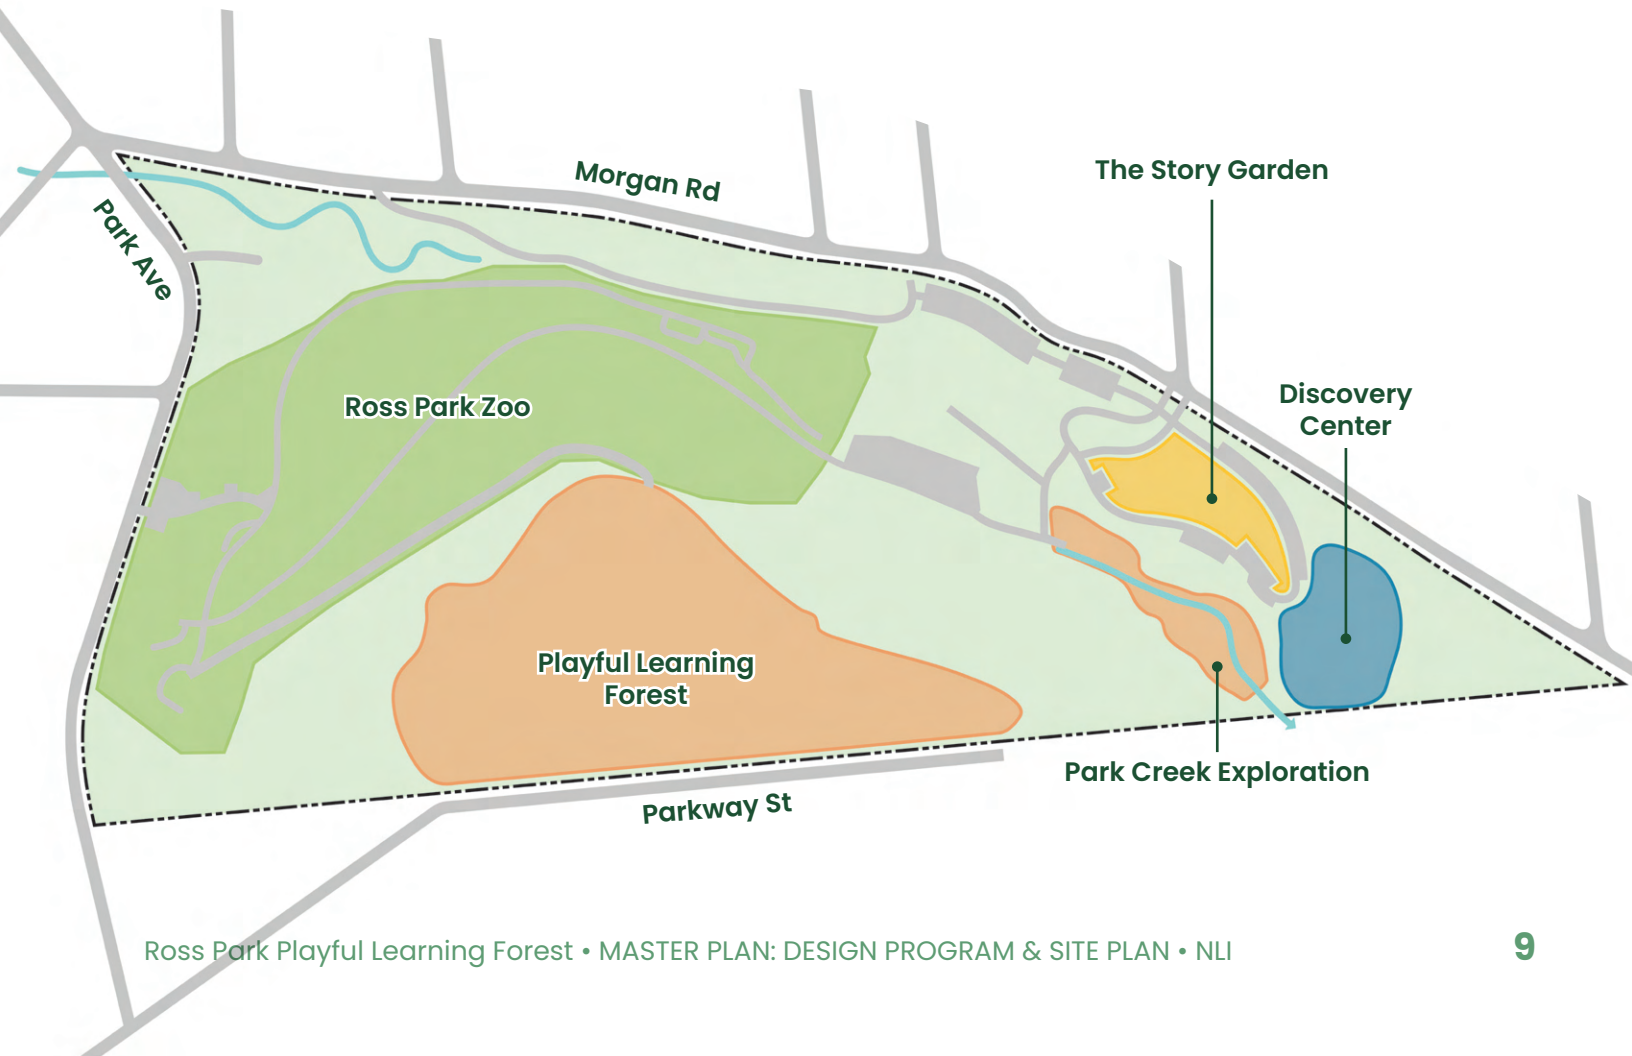 Morgan Rd
The Story Garden
Park Ave
Discovery
Center
Ross Park Zoo
Playful Learning
Forest
Park Creek Exploration
Parkway St
Ross Park Playful Learning Forest • MASTER PLAN: DESIGN PROGRAM & SITE PLAN • NLI
9